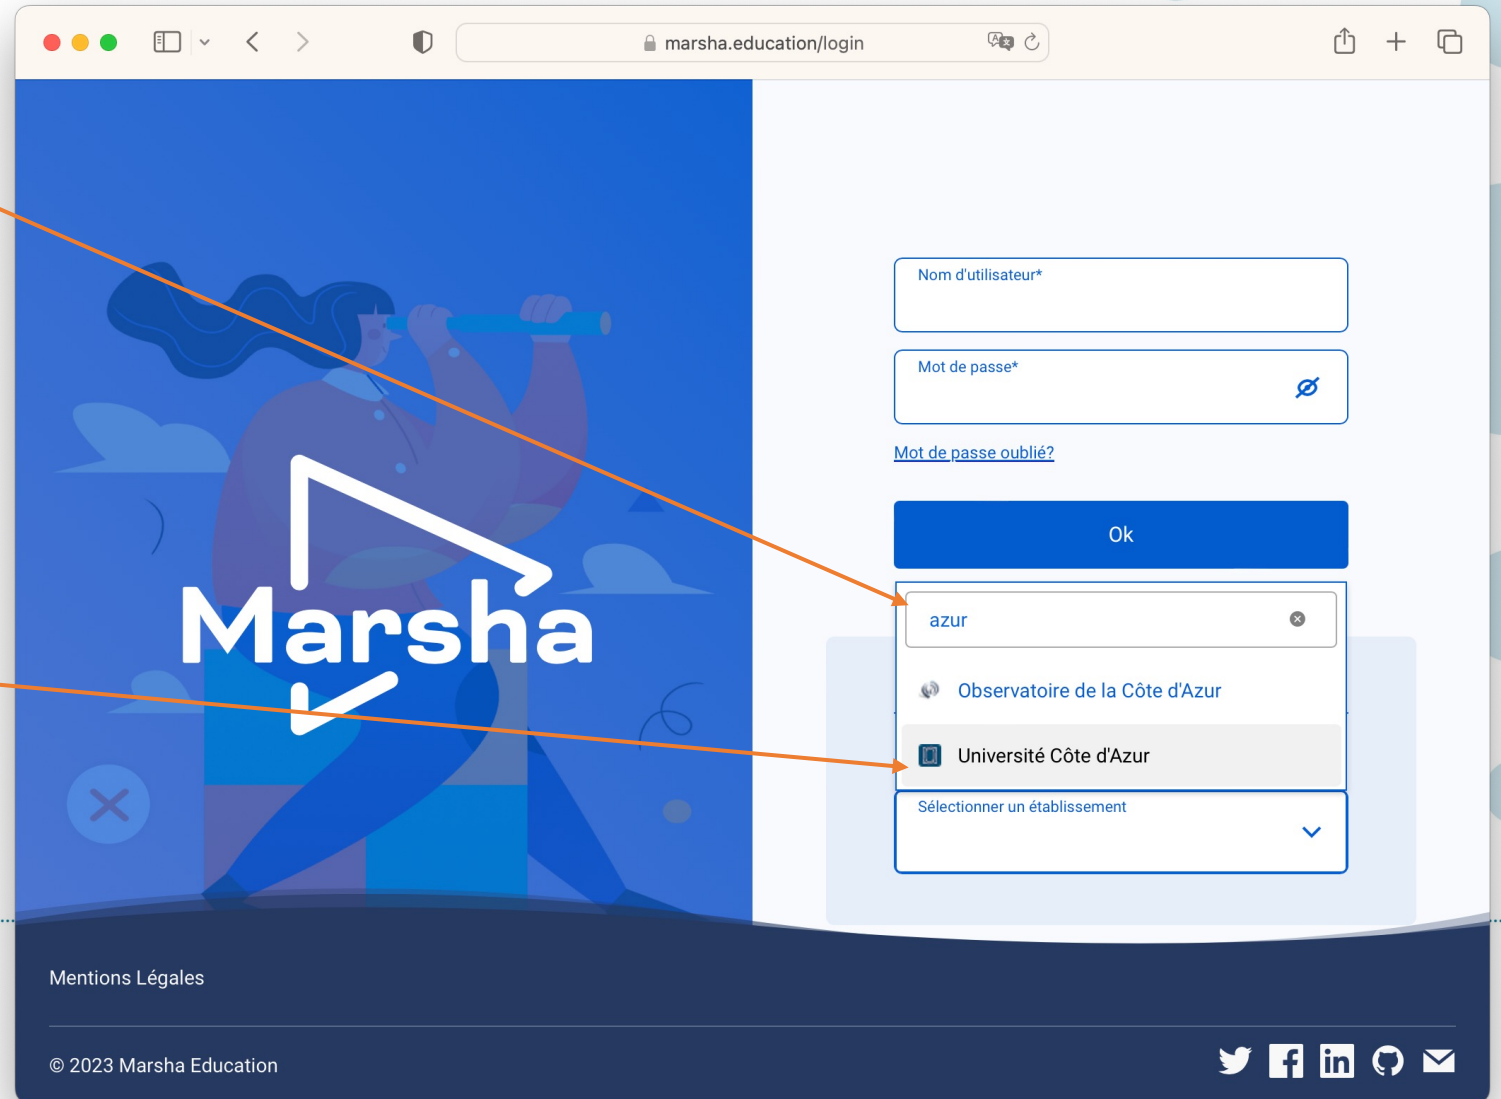 marsha.education/login
Marsha
Nom d'utilisateur*
Mot de passe*
Mot de passe oublié?
Ok
azur
Observatoire de la Côte d'Azur
Université Côte d'Azur
Sélectionner un établissement
Mentions Légales
© 2023 Marsha Education